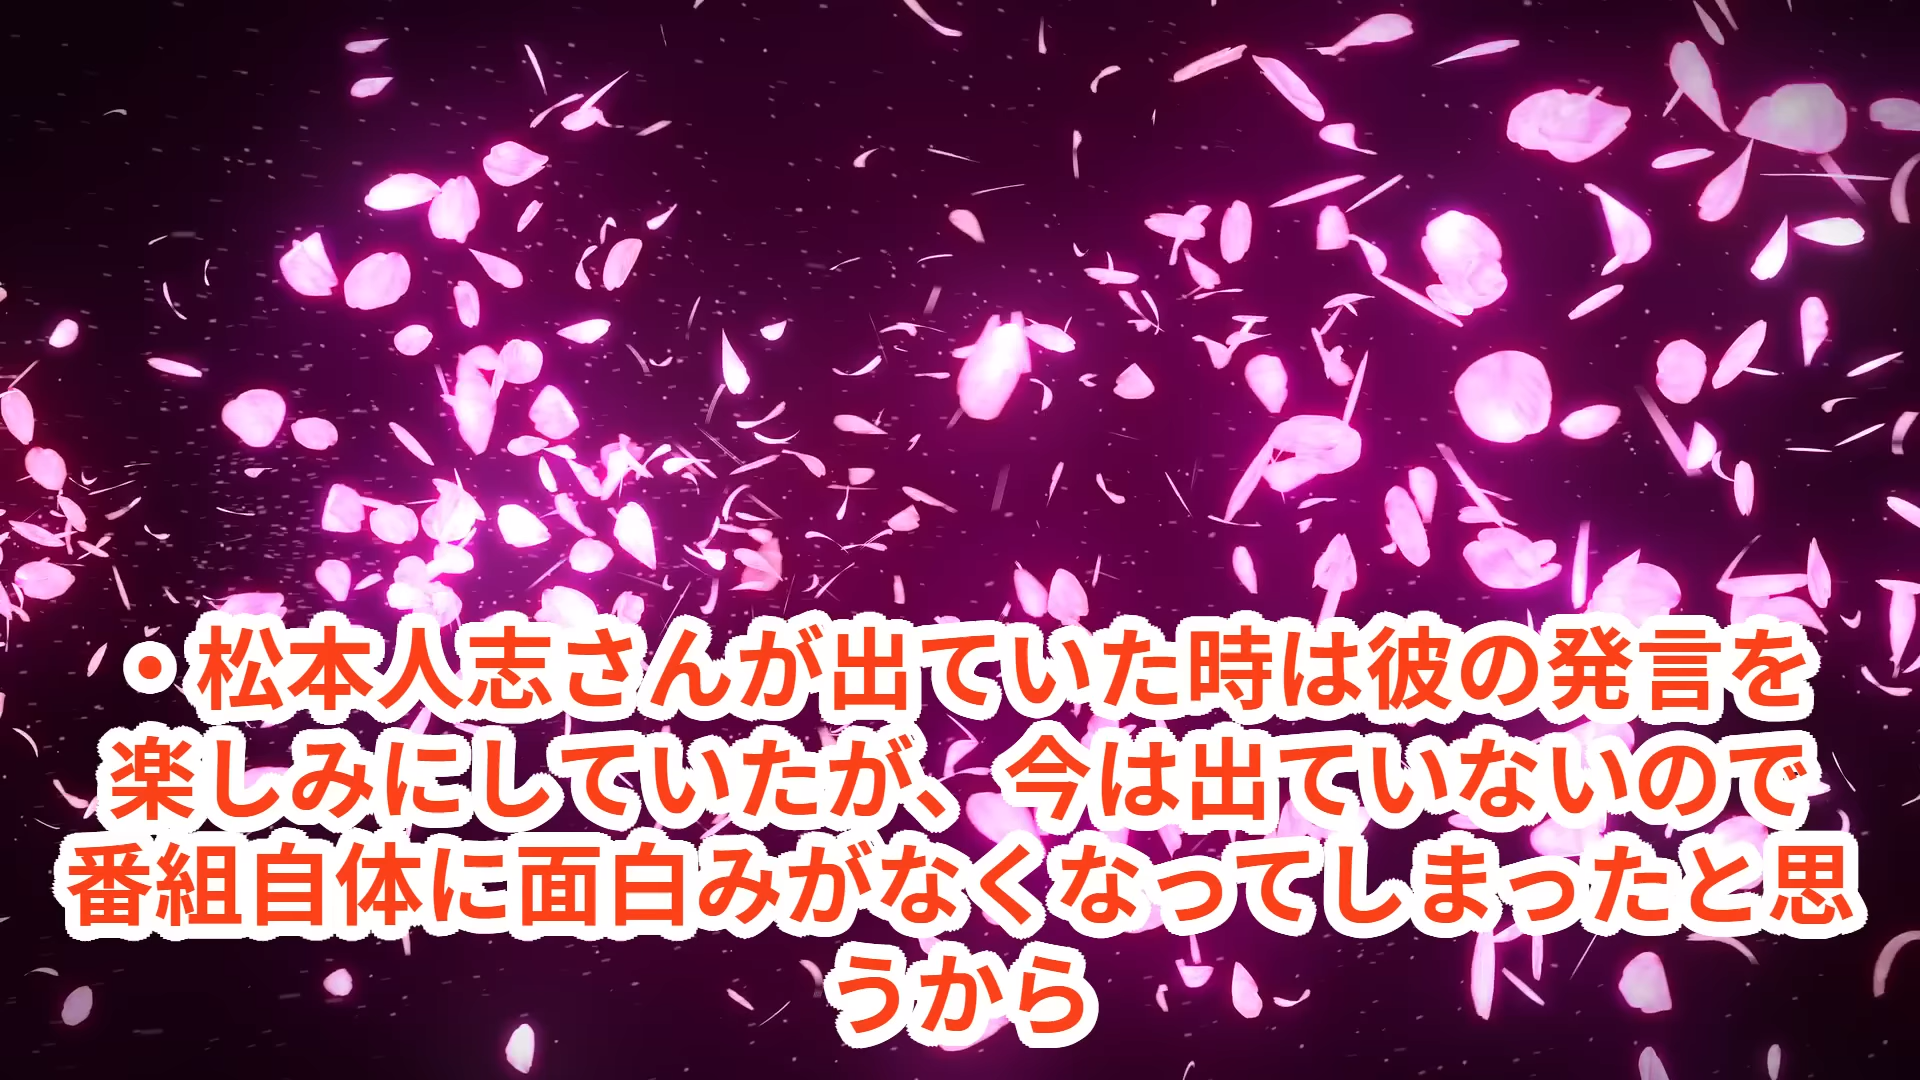 ・松本人志さんが出ていた時は彼の発言を
楽しみにしていたが、今は出ていないので
番組自体に面白みがなくなってしまったと思
うから